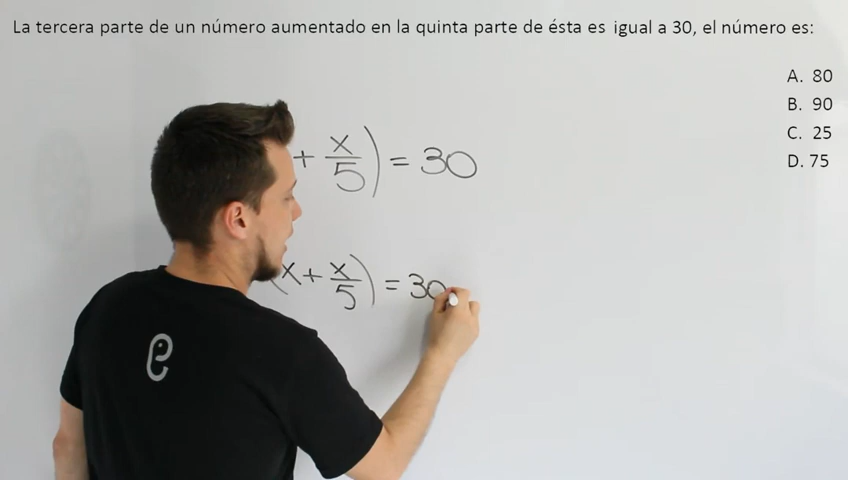 La tercera parte de un número aumentado en la quinta parte de ésta es igual a 30, el número es:
A. 80
B. 90
C. 25
D. 75
+ x/5) = 30
(x + x/5) = 30
e